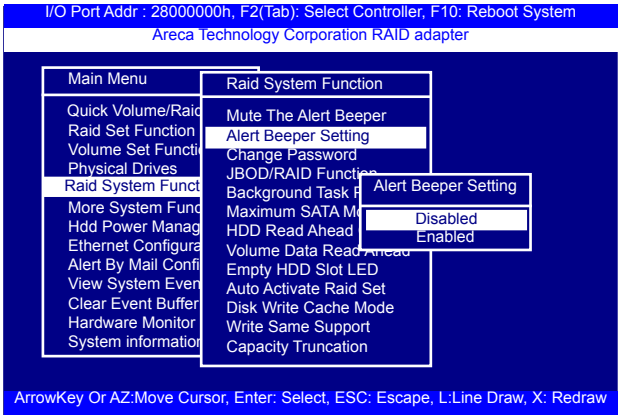 I/O Port Addr : 28000000h, F2(Tab): Select Controller, F10: Reboot System
Areca Technology Corporation RAID adapter
Main Menu
Quick Volume/Raid
Raid Set Function
Volume Set Functi
Physical Drives
Raid System Funct
More System Func
Hdd Power Manag
Ethernet Configura
Alert By Mail Confi
View System Even
Clear Event Buffer
Hardware Monitor
System information
Raid System Function
Mute The Alert Beeper
Alert Beeper Setting
Change Password
JBOD/RAID Function
Background Task
Maximum SATA Mo
HDD Read Ahead
Volume Data Read Ahead
Empty HDD Slot LED
Auto Activate Raid Set
Disk Write Cache Mode
Write Same Support
Capacity Truncation
Alert Beeper Setting
Disabled
Enabled
ArrowKey Or AZ:Move Cursor, Enter: Select, ESC: Escape, L:Line Draw, X: Redraw